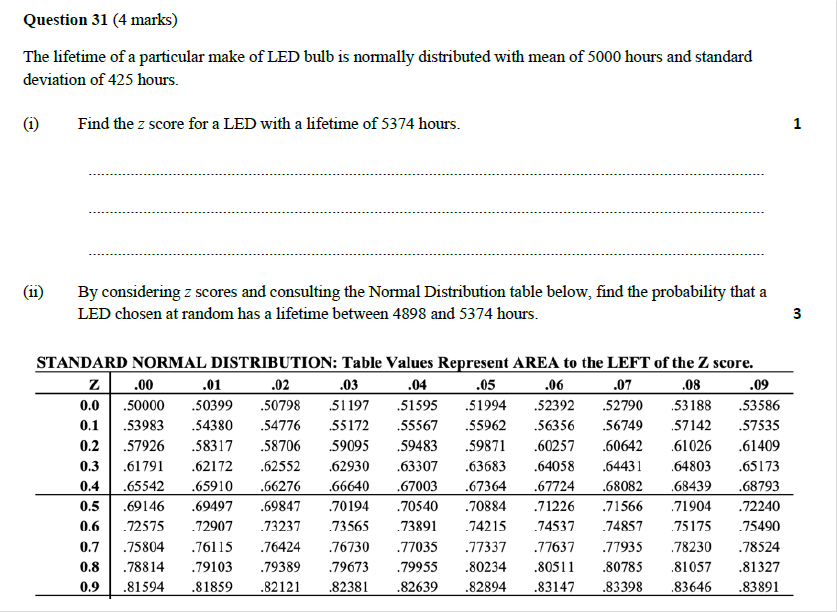 Question 31 (4 marks)
The lifetime of a particular make of LED bulb is normally distributed with mean of 5000 hours and standard
deviation of 425 hours.
(i) Find the z score for a LED with a lifetime of 5374 hours. 1
(ii) By considering z scores and consulting the Normal Distribution table below, find the probability that a
LED chosen at random has a lifetime between 4898 and 5374 hours. 3
STANDARD NORMAL DISTRIBUTION: Table Values Represent AREA to the LEFT of the Z score.
Z .00 .01 .02 .03 .04 .05 .06 .07 .08 .09
0.0 .50000 .50399 .50798 .51197 .51595 .51994 .52392 .52790 .53188 .53586
0.1 .53983 .54380 .54776 .55172 .55567 .55962 .56356 .56749 .57142 .57535
0.2 .57926 .58317 .58706 .59095 .59483 .59871 .60257 .60642 .61026 .61409
0.3 .61791 .62172 .62552 .62930 .63307 .63683 .64058 .64431 .64803 .65173
0.4 .65542 .65910 .66276 .66640 .67003 .67364 .67724 .68082 .68439 .68793
0.5 .69146 .69497 .69847 .70194 .70540 .70884 .71226 .71566 .71904 .72240
0.6 .72575 .72907 .73237 .73565 .73891 .74215 .74537 .74857 .75175 .75490
0.7 .75804 .76115 .76424 .76730 .77035 .77337 .77637 .77935 .78230 .78524
0.8 .78814 .79103 .79389 .79673 .79955 .80234 .80511 .80785 .81057 .81327
0.9 .81594 .81859 .82121 .82381 .82639 .82894 .83147 .83398 .83646 .83891